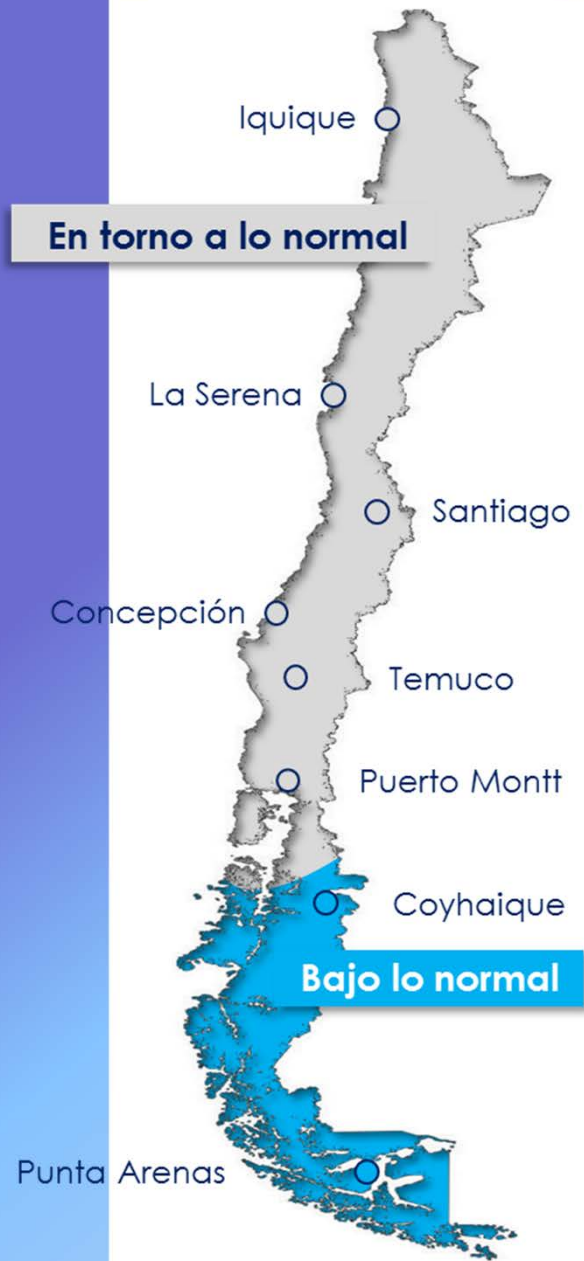 Iquique
En torno a lo normal
La Serena
Santiago
Concepción
Temuco
Puerto Montt
Coyhaique
Bajo lo normal
Punta Arenas